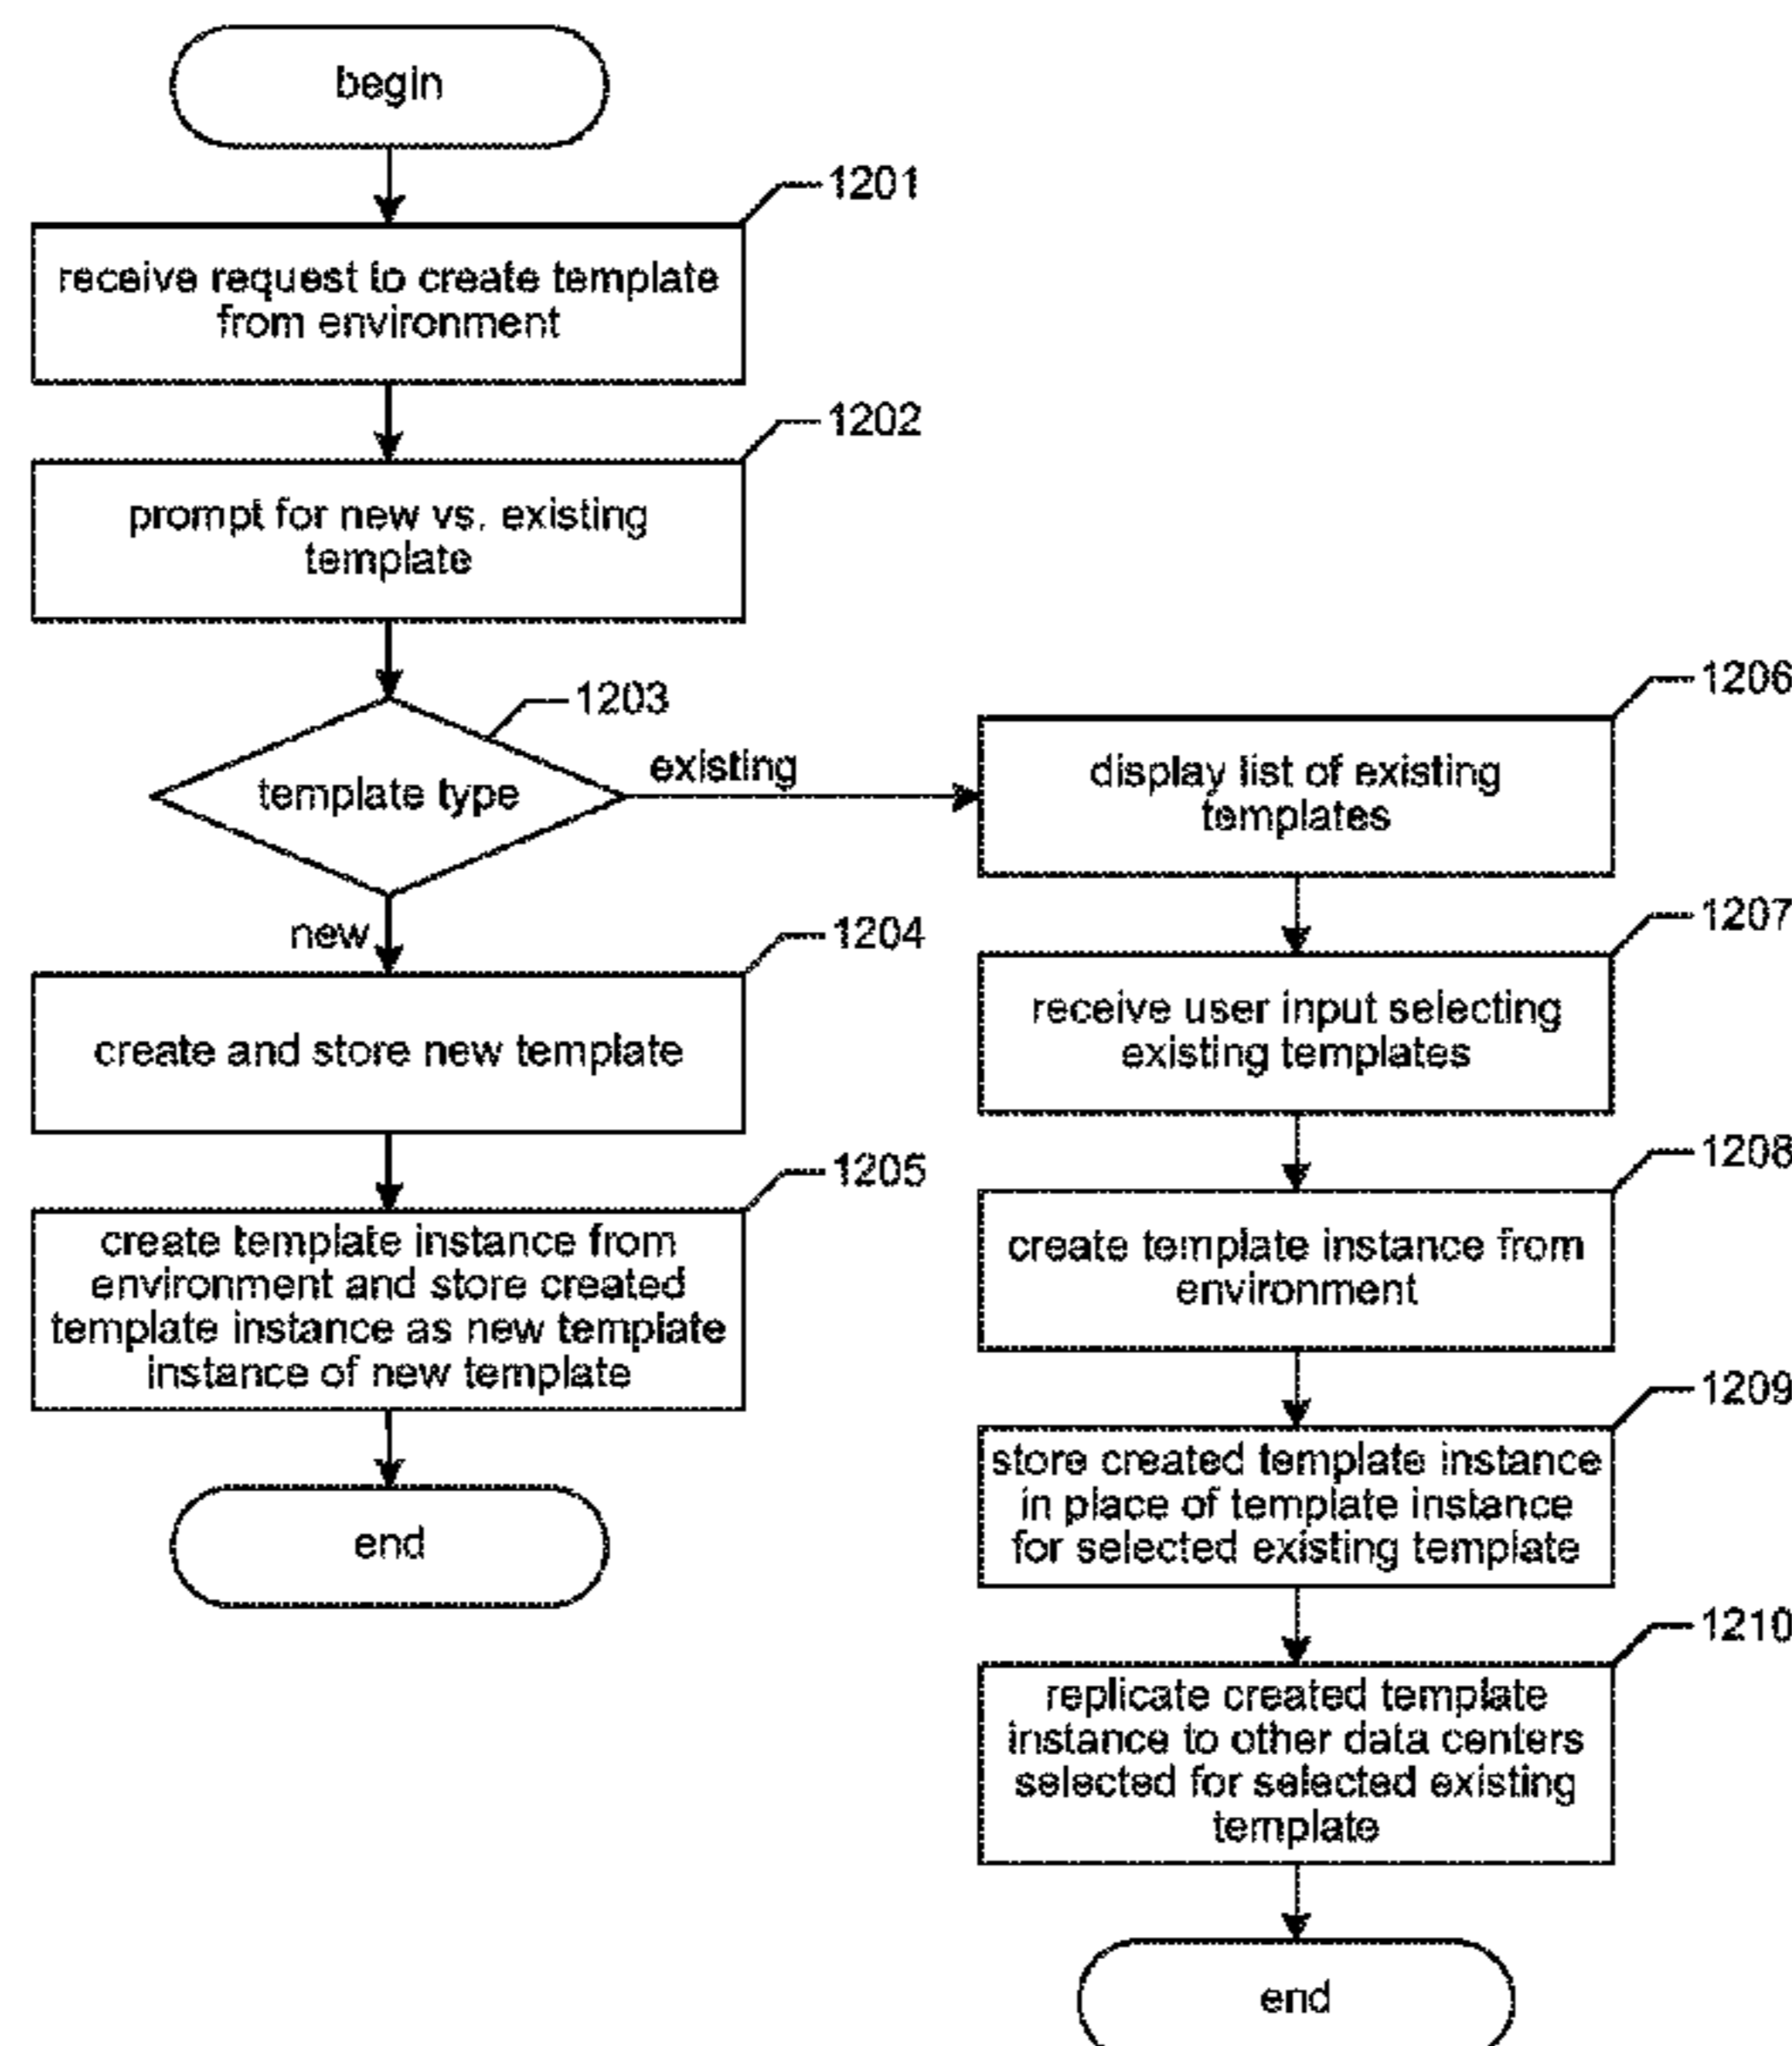 begin
1201
receive request to create template
from environment
1202
prompt for new vs. existing
template
1203
template type
existing
new
1204
create and store new template
1205
create template instance from
environment and store created
template instance as new template
instance of new template
end
1206
display list of existing
templates
1207
receive user input selecting
existing templates
1208
create template instance from
environment
1209
store created template instance
in place of template instance
for selected existing template
1210
replicate created template
instance to other data centers
selected for selected existing
template
end